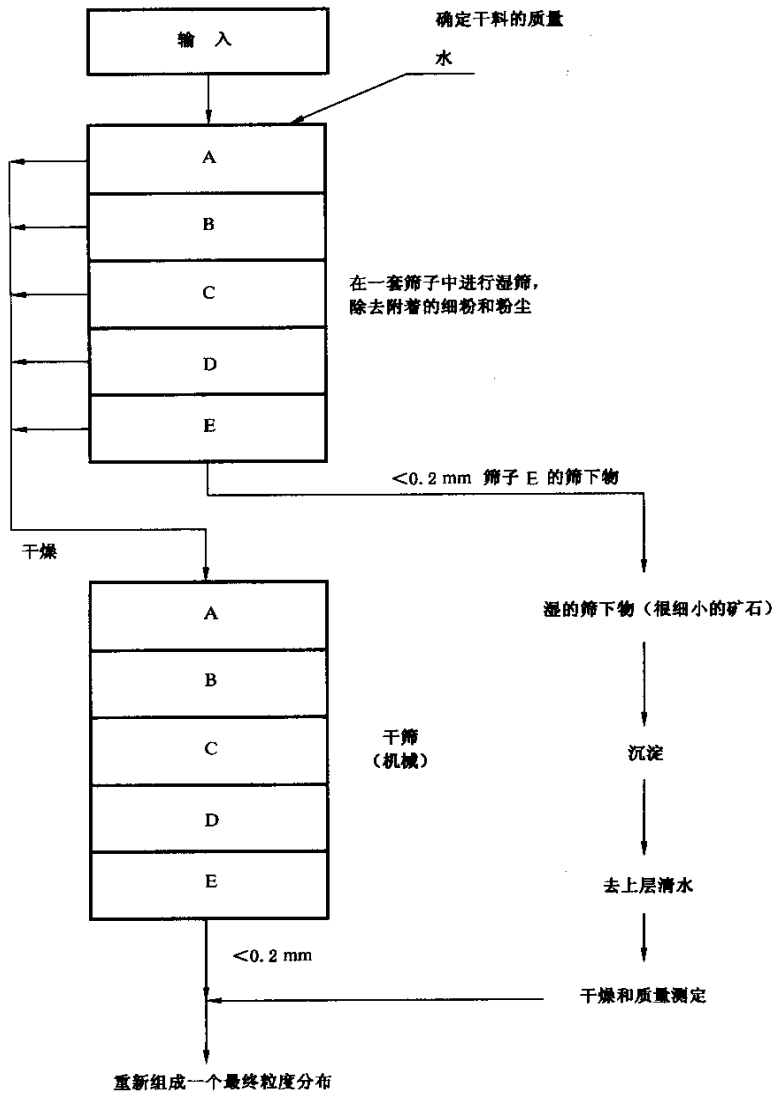 输 入
确定干料的质量
水
A
B
C
D
E
在一套筛子中进行湿筛，
除去附着的细粉和粉尘
<0.2 mm 筛子 E 的筛下物
干燥
A
B
C
D
E
干筛
（机械）
湿的筛下物（很细小的矿石）
沉淀
去上层清水
<0.2 mm
干燥和质量测定
重新组成一个最终粒度分布